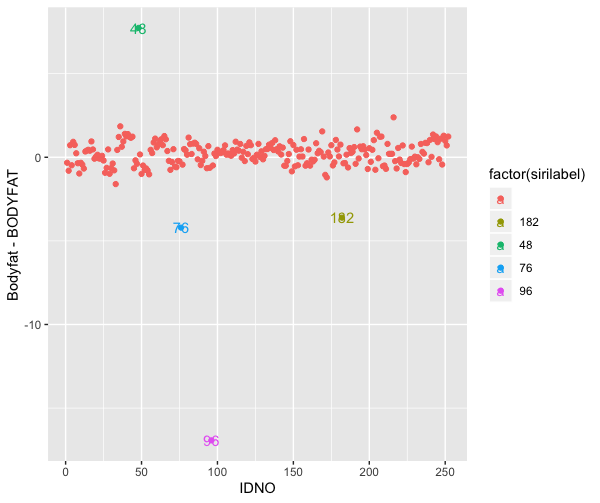 48
0
182
76
-10
96
0
50
100
150
200
250
IDNO
Bodyfat - BODYFAT
factor(sirilabel)
a
a 182
a 48
a 76
a 96